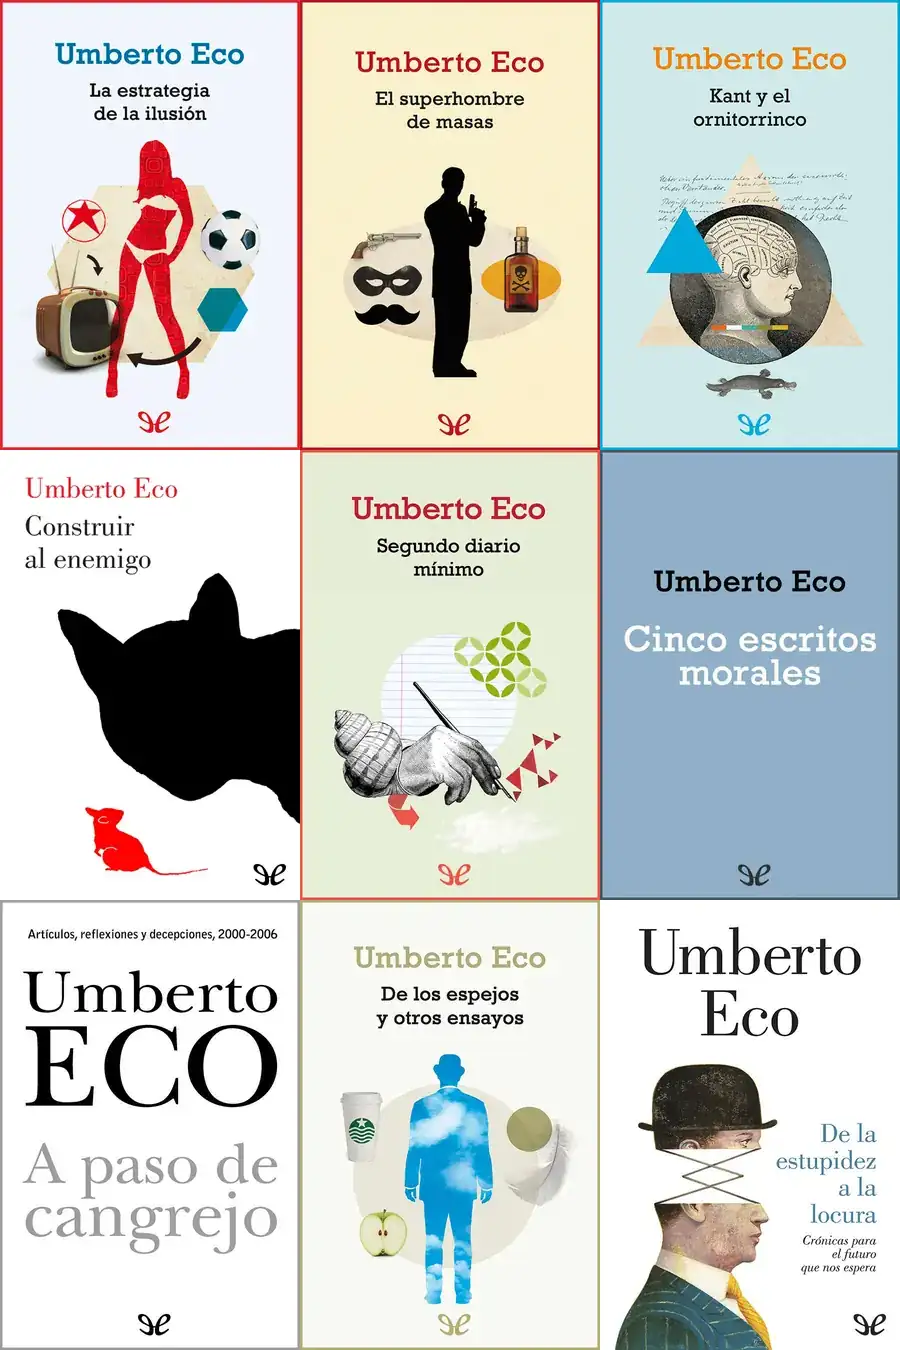 Umberto Eco
La estrategia
de la ilusión
Umberto Eco
El superhombre
de masas
Umberto Eco
Kant y el
ornitorrinco
Umberto Eco
Construir
al enemigo
Umberto Eco
Segundo diario
mínimo
Umberto Eco
Cinco escritos
morales
Artículos, reflexiones y decepciones, 2000-2006
Umberto
ECO
A paso de
cangrejo
Umberto Eco
De los espejos
y otros ensayos
Umberto
Eco
De la
estupidez
a la
locura
Crónicas para
el futuro
que nos espera